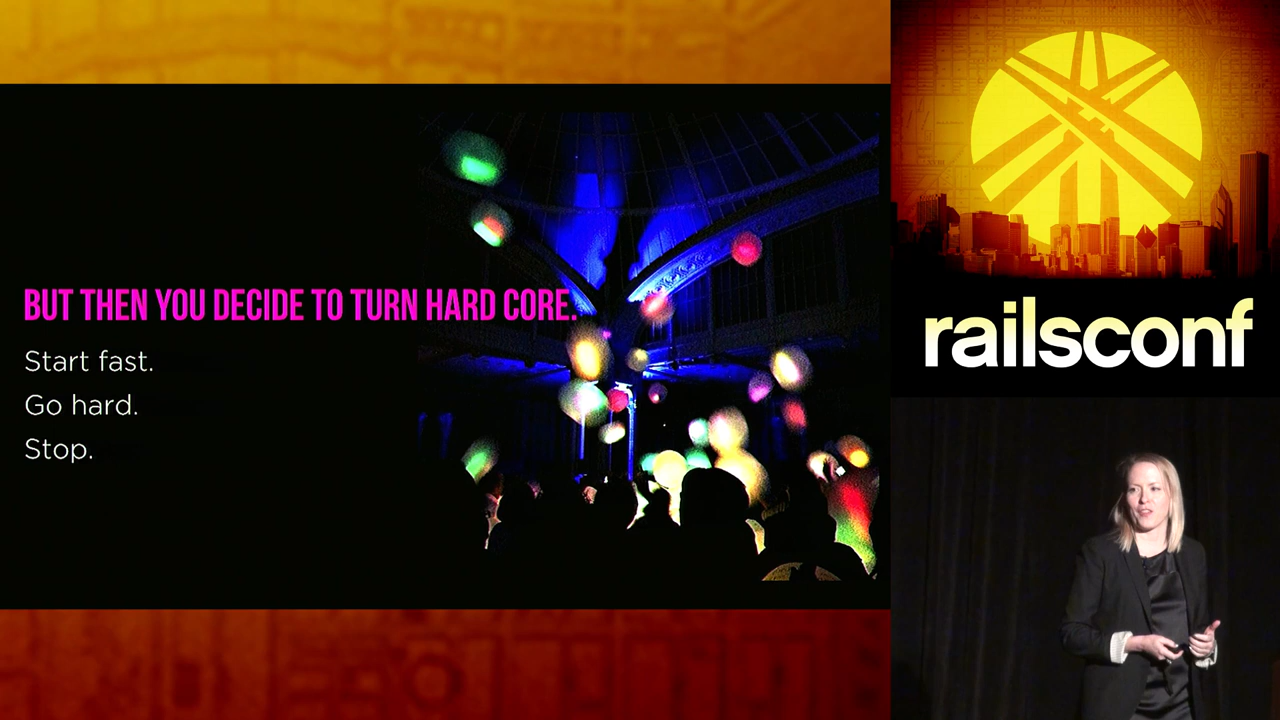 BUT THEN YOU DECIDE TO TURN HARD CORE.
Start fast.
Go hard.
Stop.
railsconf